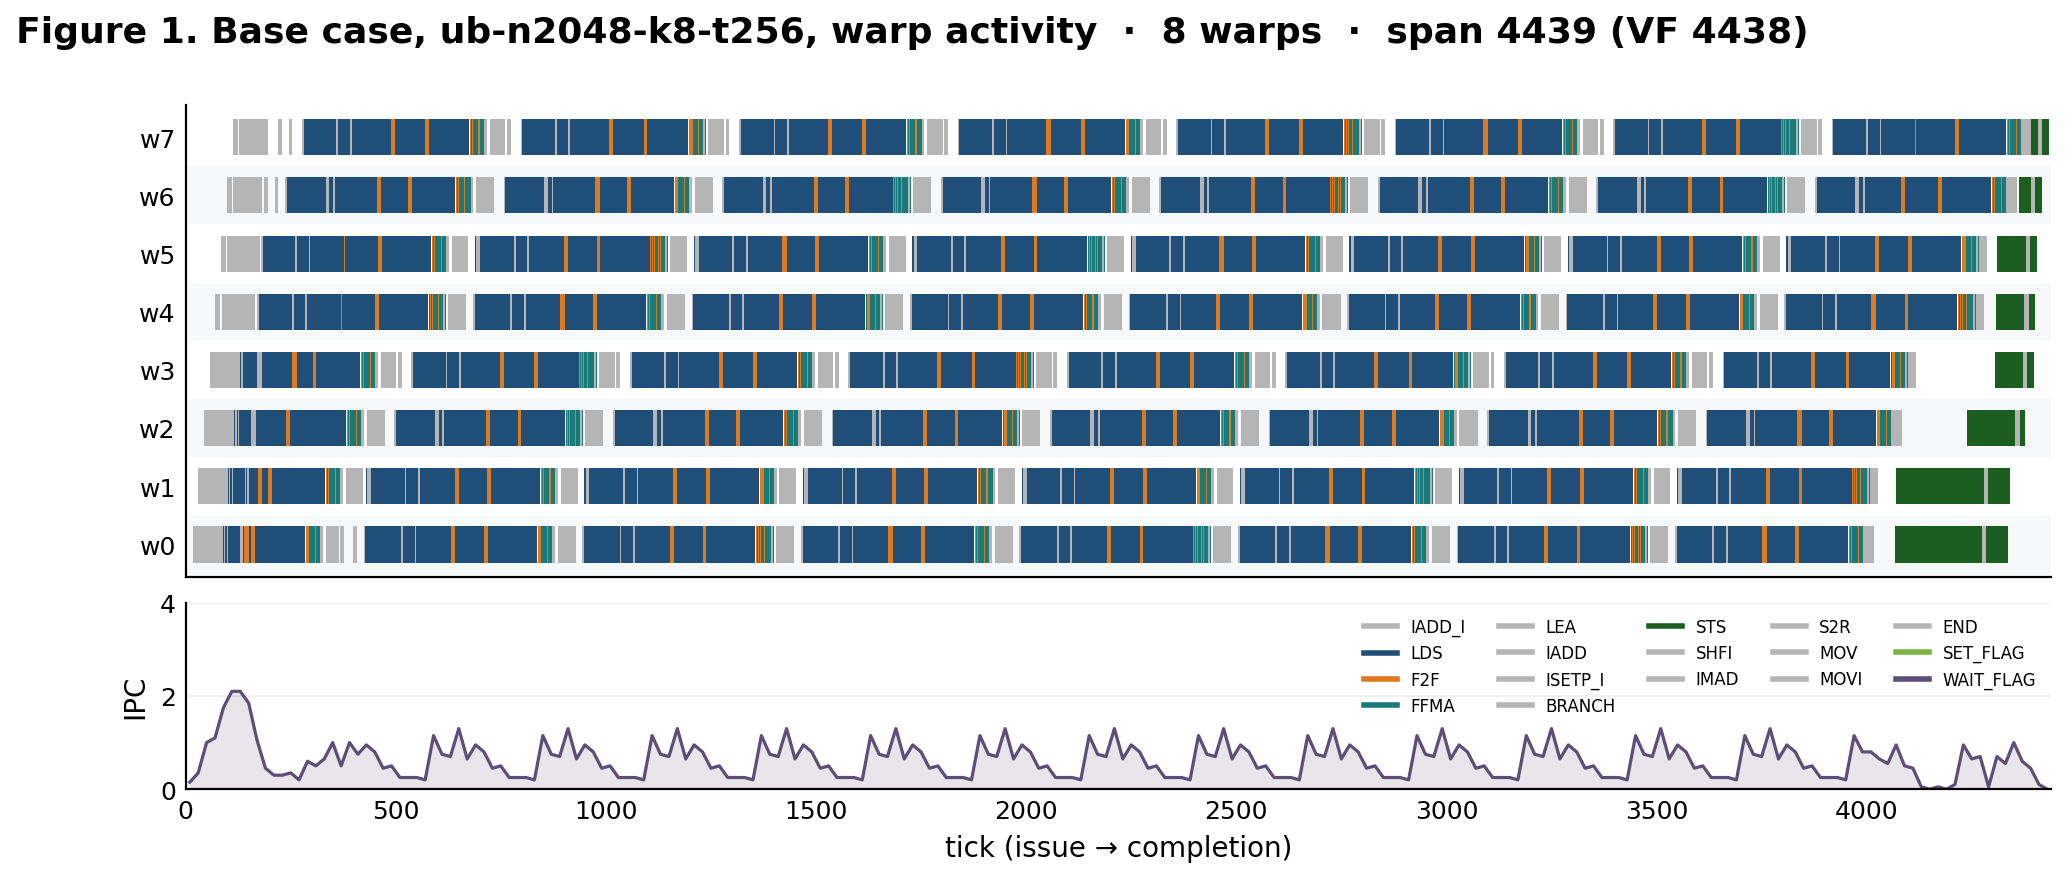 Figure 1. Base case, ub-n2048-k8-t256, warp activity · 8 warps · span 4439 (VF 4438)
w7
w6
w5
w4
w3
w2
w1
w0
4
2
0
IPC
IADD_I LEA STS S2R END
LDS IADD SHFI MOV SET_FLAG
F2F ISETP_I IMAD MOVI WAIT_FLAG
FFMA BRANCH
0 500 1000 1500 2000 2500 3000 3500 4000
tick (issue → completion)